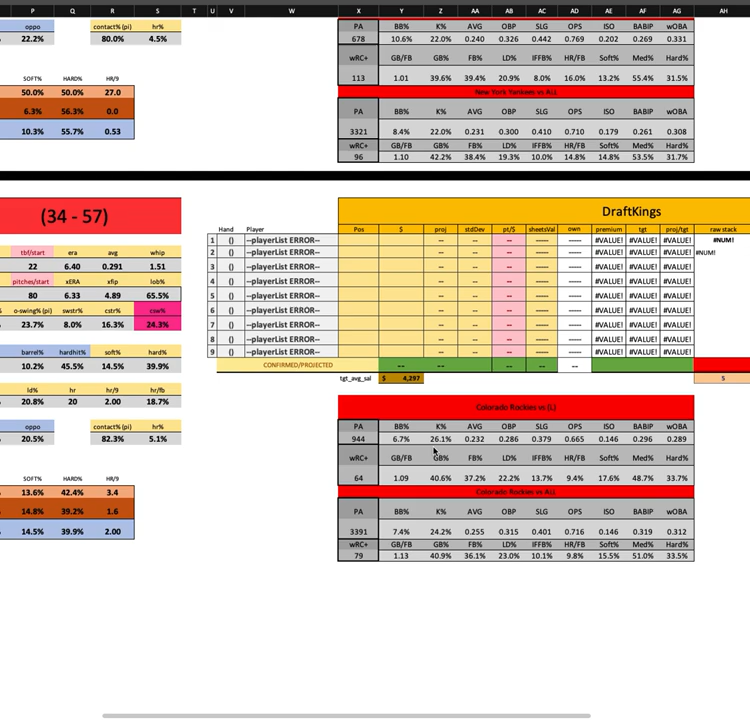 P Q R S T U V W X Y Z AA AB AC AD AE AF AG AH
oppo contact% (pi) hr% PA BB% K% AVG OBP SLG OPS ISO BABIP wOBA
22.2% 80.0% 4.5% 678 10.6% 22.0% 0.240 0.326 0.442 0.769 0.202 0.269 0.331
wRC+ GB/FB GB% FB% LD% IFFB% HR/FB Soft% Med% Hard%
SOFT% HARD% HR/9 113 1.01 39.6% 39.4% 20.9% 8.0% 16.0% 13.2% 55.4% 31.5%
50.0% 50.0% 27.0 New York Yankees vs ALL
6.3% 56.3% 0.0 PA BB% K% AVG OBP SLG OPS ISO BABIP wOBA
10.3% 55.7% 0.53 3321 8.4% 22.0% 0.231 0.300 0.410 0.710 0.179 0.261 0.308
wRC+ GB/FB GB% FB% LD% IFFB% HR/FB Soft% Med% Hard%
96 1.10 42.2% 38.4% 19.3% 10.0% 14.8% 14.8% 53.5% 31.7%
(34 - 57) DraftKings
Hand Player Pos $ proj stdDev pt/$ sheetsVal own premium tgt proj/tgt raw stack
1 () --playerList ERROR-- -- -- -- ----- ----- #VALUE! #VALUE! #VALUE! #NUM!
tbf/start era avg whip
2 () --playerList ERROR-- -- -- -- ----- ----- #VALUE! #VALUE! #VALUE! #NUM!
22 6.40 0.291 1.51
3 () --playerList ERROR-- -- -- -- ----- ----- #VALUE! #VALUE! #VALUE!
pitches/start xERA xfip lob%
4 () --playerList ERROR-- -- -- -- ----- ----- #VALUE! #VALUE! #VALUE!
80 6.33 4.89 65.5%
5 () --playerList ERROR-- -- -- -- ----- ----- #VALUE! #VALUE! #VALUE!
% o-swing% (pi) swstr% cstr% csw%
6 () --playerList ERROR-- -- -- -- ----- ----- #VALUE! #VALUE! #VALUE!
% 23.7% 8.0% 16.3% 24.3%
7 () --playerList ERROR-- -- -- -- ----- ----- #VALUE! #VALUE! #VALUE!
8 () --playerList ERROR-- -- -- -- ----- ----- #VALUE! #VALUE! #VALUE!
barrel% hardhit% soft% hard%
9 () --playerList ERROR-- -- -- -- ----- ----- #VALUE! #VALUE! #VALUE!
10.2% 45.5% 14.5% 39.9% CONFIRMED/PROJECTED -- -- -- -- -- S
tgt_avg_sal $ 4,297
ld% hr hr/9 hr/fb
20.8% 20 2.00 18.7% Colorado Rockies vs (L)
oppo contact% (pi) hr% PA BB% K% AVG OBP SLG OPS ISO BABIP wOBA
20.5% 82.3% 5.1% 944 6.7% 26.1% 0.232 0.286 0.379 0.665 0.146 0.296 0.289
wRC+ GB/FB GB% FB% LD% IFFB% HR/FB Soft% Med% Hard%
SOFT% HARD% HR/9 64 1.09 40.6% 37.2% 22.2% 13.7% 9.4% 17.6% 48.7% 33.7%
13.6% 42.4% 3.4 Colorado Rockies vs ALL
14.8% 39.2% 1.6 PA BB% K% AVG OBP SLG OPS ISO BABIP wOBA
14.5% 39.9% 2.00 3391 7.4% 24.2% 0.255 0.315 0.401 0.716 0.146 0.319 0.312
wRC+ GB/FB GB% FB% LD% IFFB% HR/FB Soft% Med% Hard%
79 1.13 40.9% 36.1% 23.0% 10.1% 9.8% 15.5% 51.0% 33.5%